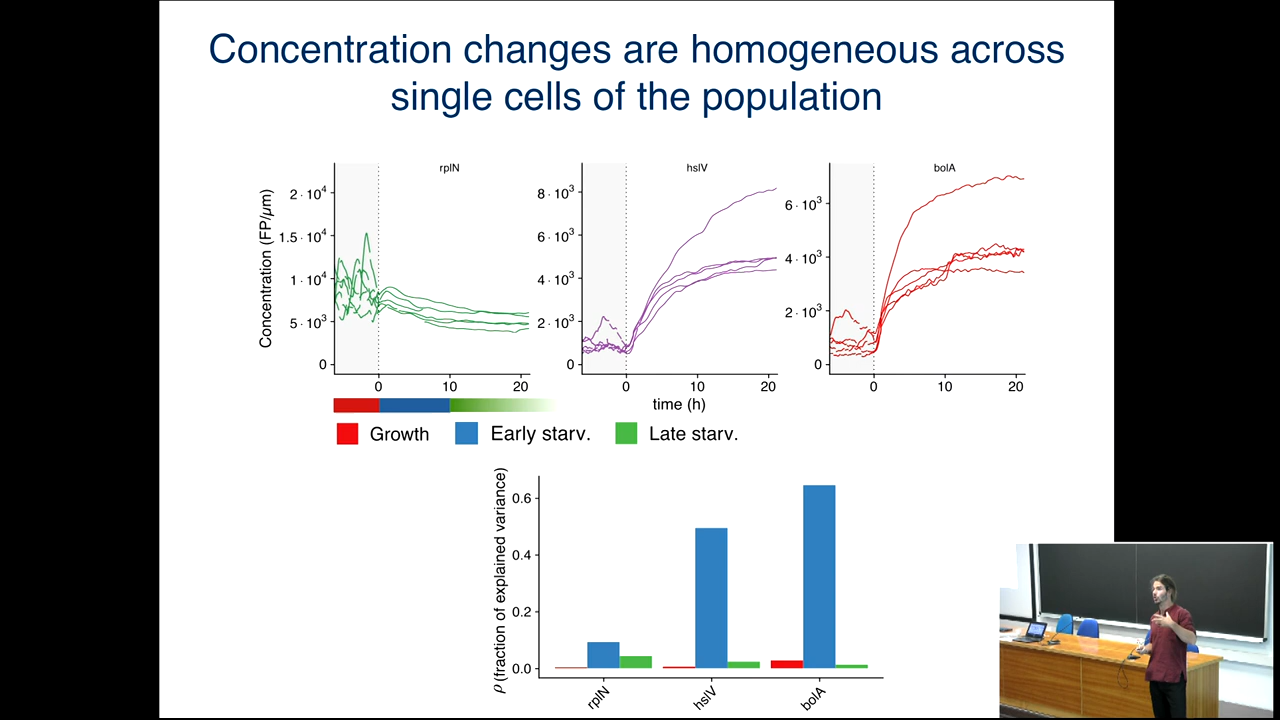 Concentration changes are homogeneous across
single cells of the population
rplN
hslV
bolA
Concentration (FP/µm)
2 · 10⁴
1.5 · 10⁴
1 · 10⁴
5 · 10³
0
8 · 10³
6 · 10³
4 · 10³
2 · 10³
0
6 · 10³
4 · 10³
2 · 10³
0
0 10 20
0 10 20
0 10 20
time (h)
Growth Early starv. Late starv.
ρ (fraction of explained variance)
0.6
0.4
0.2
0.0
rplN
hslV
bolA